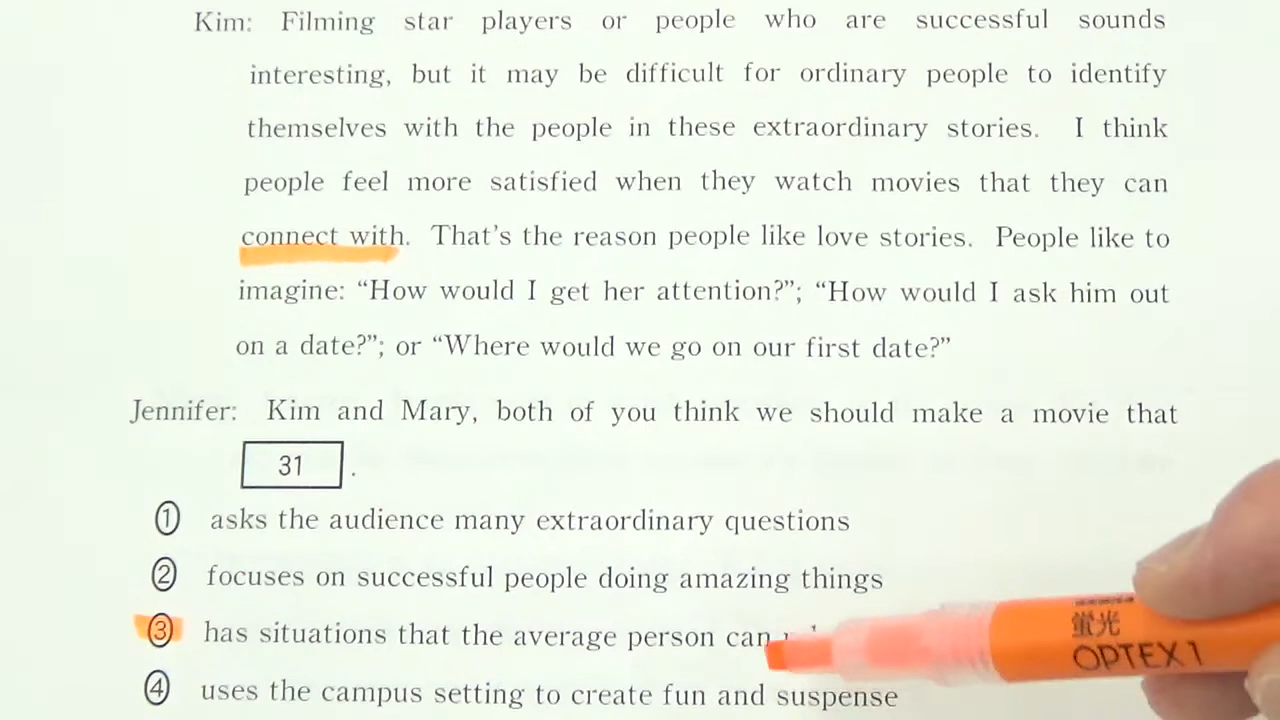 Kim: Filming star players or people who are successful sounds
interesting, but it may be difficult for ordinary people to identify
themselves with the people in these extraordinary stories. I think
people feel more satisfied when they watch movies that they can
connect with. That's the reason people like love stories. People like to
imagine: “How would I get her attention?”; “How would I ask him out
on a date?”; or “Where would we go on our first date?”
Jennifer: Kim and Mary, both of you think we should make a movie that
31 .
① asks the audience many extraordinary questions
② focuses on successful people doing amazing things
③ has situations that the average person can
④ uses the campus setting to create fun and suspense
蛍光
OPTEX 1